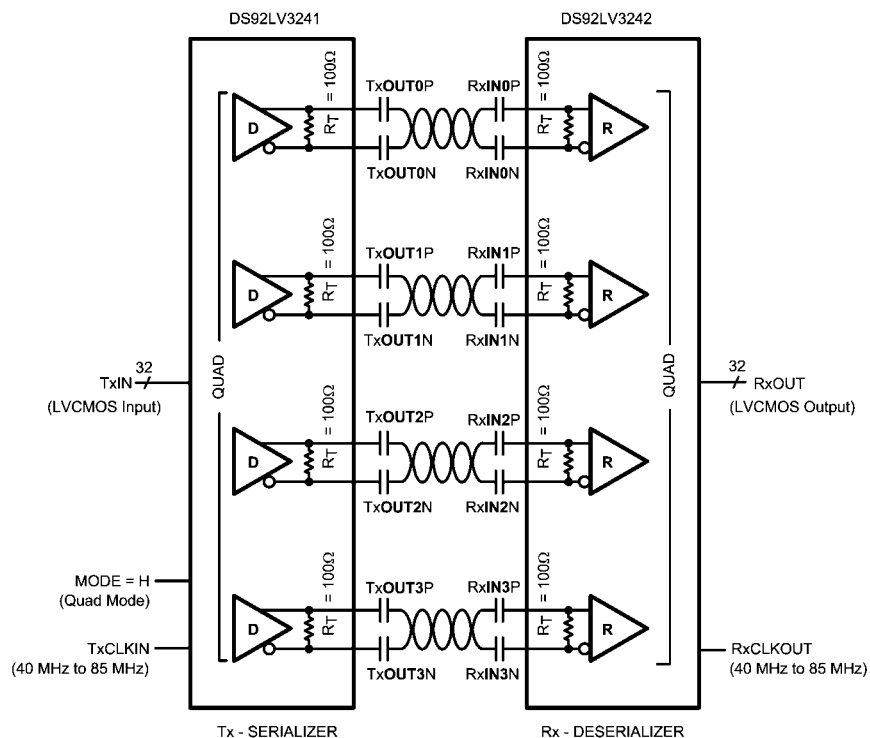 DS92LV3241
DS92LV3242
TxOUT0P
RxIN0P
RT = 100Ω
RT = 100Ω
D
R
TxOUT0N
RxIN0N
TxOUT1P
RxIN1P
RT = 100Ω
RT = 100Ω
D
R
TxOUT1N
RxIN1N
QUAD
QUAD
TxIN
32
(LVCMOS Input)
32
RxOUT
(LVCMOS Output)
TxOUT2P
RxIN2P
RT = 100Ω
RT = 100Ω
D
R
TxOUT2N
RxIN2N
MODE = H
(Quad Mode)
TxOUT3P
RxIN3P
RT = 100Ω
RT = 100Ω
D
R
TxOUT3N
RxIN3N
TxCLKIN
(40 MHz to 85 MHz)
RxCLKOUT
(40 MHz to 85 MHz)
Tx - SERIALIZER
Rx - DESERIALIZER